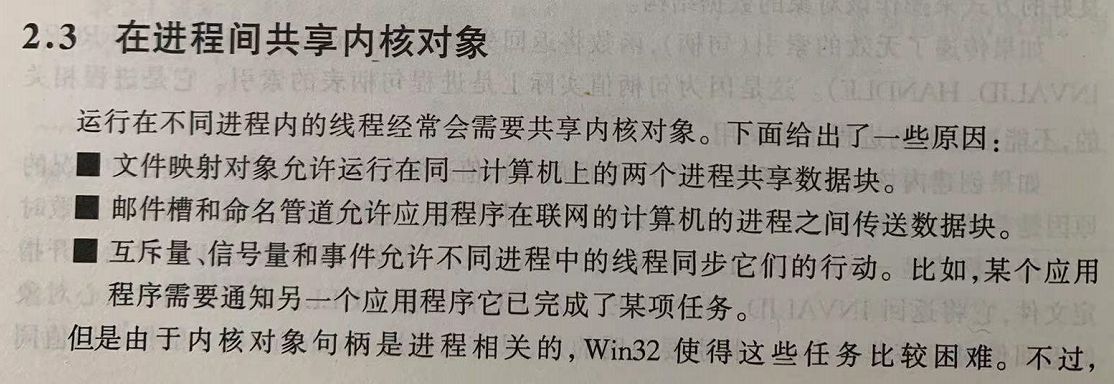 2.3 在进程间共享内核对象
运行在不同进程内的线程经常会需要共享内核对象。下面给出了一些原因：
■ 文件映射对象允许运行在同一计算机上的两个进程共享数据块。
■ 邮件槽和命名管道允许应用程序在联网的计算机的进程之间传送数据块。
■ 互斥量、信号量和事件允许不同进程中的线程同步它们的行动。比如,某个应用
程序需要通知另一个应用程序它已完成了某项任务。
但是由于内核对象句柄是进程相关的,Win32 使得这些任务比较困难。不过,